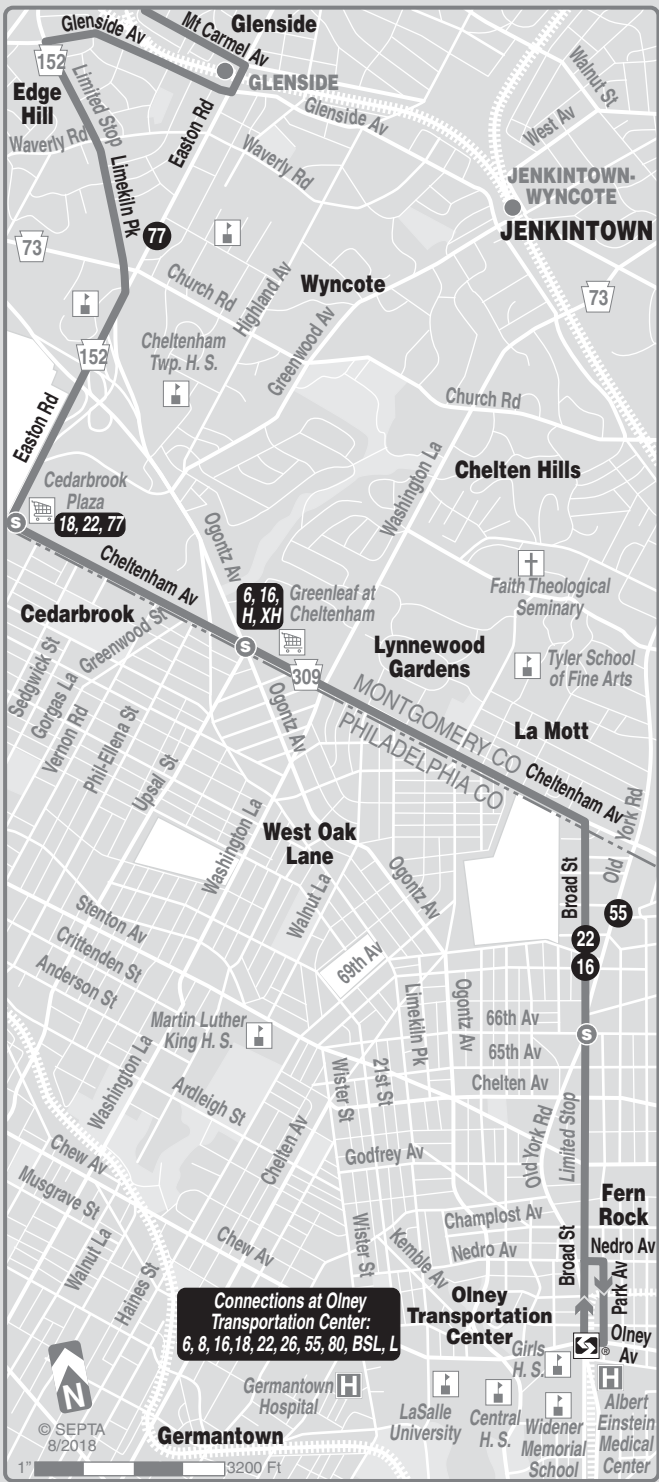 Glenside Av
Mt Carmel Av
Glenside
152
GLENSIDE
Walnut St
Edge
Hill
Limited Stop
Easton Rd
Glenside Av
West Av
Waverly Rd
Limekiln Pk
Waverly Rd
JENKINTOWN-
WYNCOTE
JENKINTOWN
77
73
Church Rd
Highland Av
Wyncote
73
152
Cheltenham
Twp. H. S.
Greenwood Av
Easton Rd
Church Rd
Washington La
Chelten Hills
Cedarbrook
Plaza
18, 22, 77
Ogontz Av
S
Cheltenham Av
6, 16,
H, XH
Greenleaf at
Cheltenham
Faith Theological
Seminary
Cedarbrook
Greenwood St
S
Sedgwick St
Gorgas La
Vernon Rd
Phil-Ellena St
Upsal St
309
Lynnewood
Gardens
Tyler School
of Fine Arts
Ogontz Av
MONTGOMERY CO
PHILADELPHIA CO
La Mott
Cheltenham Av
Old York Rd
Washington La
West Oak
Lane
Walnut La
Ogontz Av
Broad St
55
22
16
Stenton Av
Crittenden St
Anderson St
69th Av
Limekiln Pk
Ogontz Av
66th Av
S
65th Av
Martin Luther
King H. S.
Washington La
Wister St
21st St
Chelten Av
Ardleigh St
Chelten Av
Old York Rd
Limited Stop
Godfrey Av
Chew Av
Musgrave St
Walnut La
Haines St
Chew Av
Wister St
Kemble Av
Champlost Av
Nedro Av
Broad St
Fern
Rock
Nedro Av
Park Av
Connections at Olney
Transportation Center:
6, 8, 16,18, 22, 26, 55, 80, BSL, L
Olney
Transportation
Center
Olney
Av
®
Girls
H. S.
H
N
Germantown
Hospital
H
LaSalle
University
Central
H. S.
Widener
Memorial
School
Albert
Einstein
Medical
Center
© SEPTA
8/2018
Germantown
1"
3200 Ft